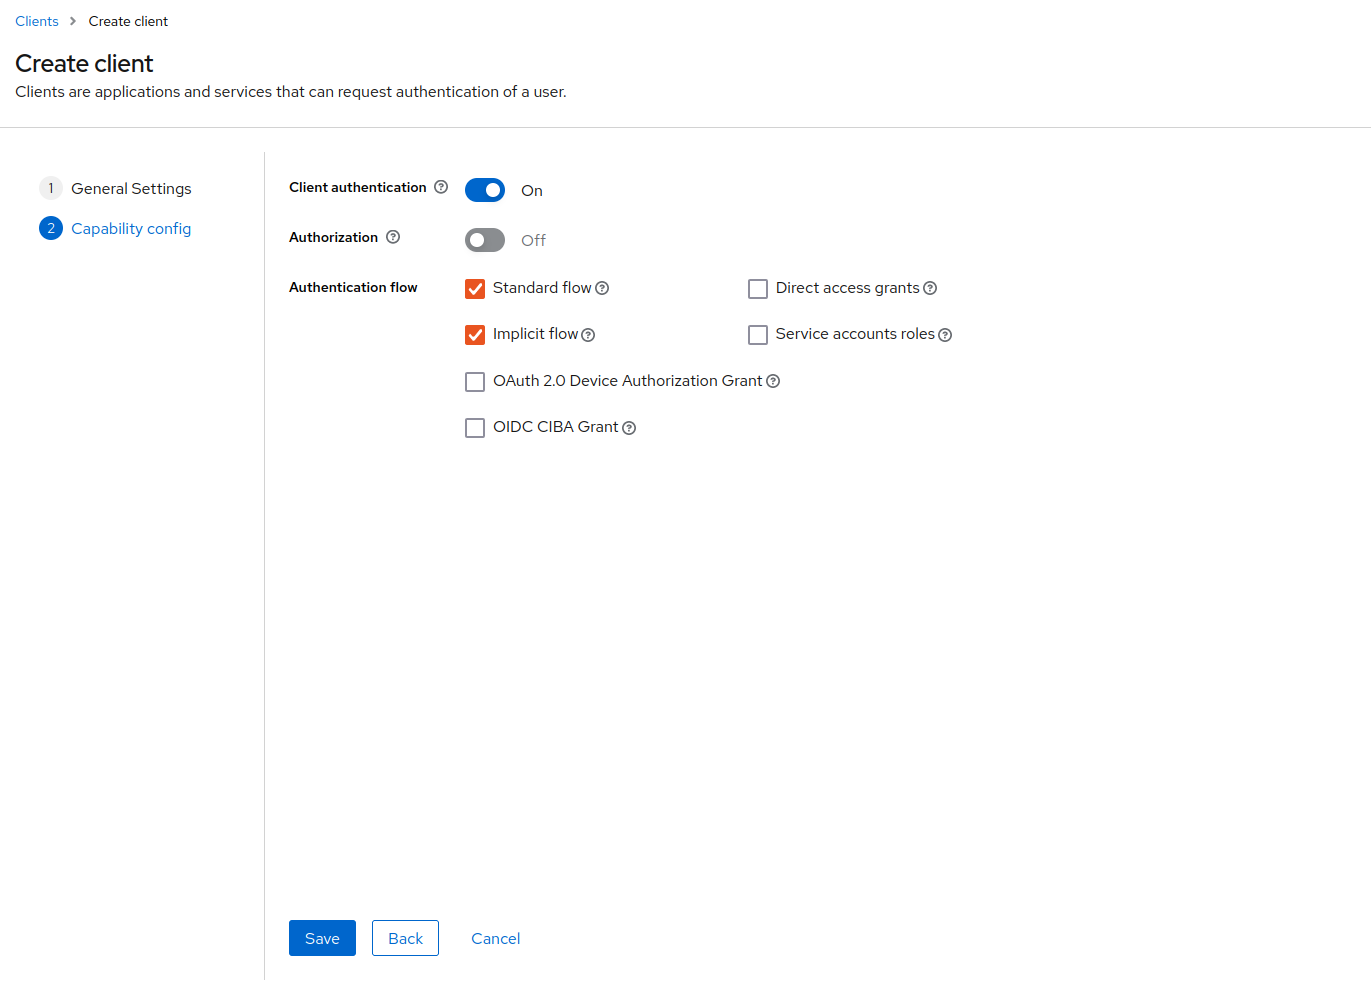 Clients > Create client
Create client
Clients are applications and services that can request authentication of a user.
1 General Settings
2 Capability config
Client authentication ? On
Authorization ? Off
Authentication flow
Standard flow ? Direct access grants ?
Implicit flow ? Service accounts roles ?
OAuth 2.0 Device Authorization Grant ?
OIDC CIBA Grant ?
Save Back Cancel